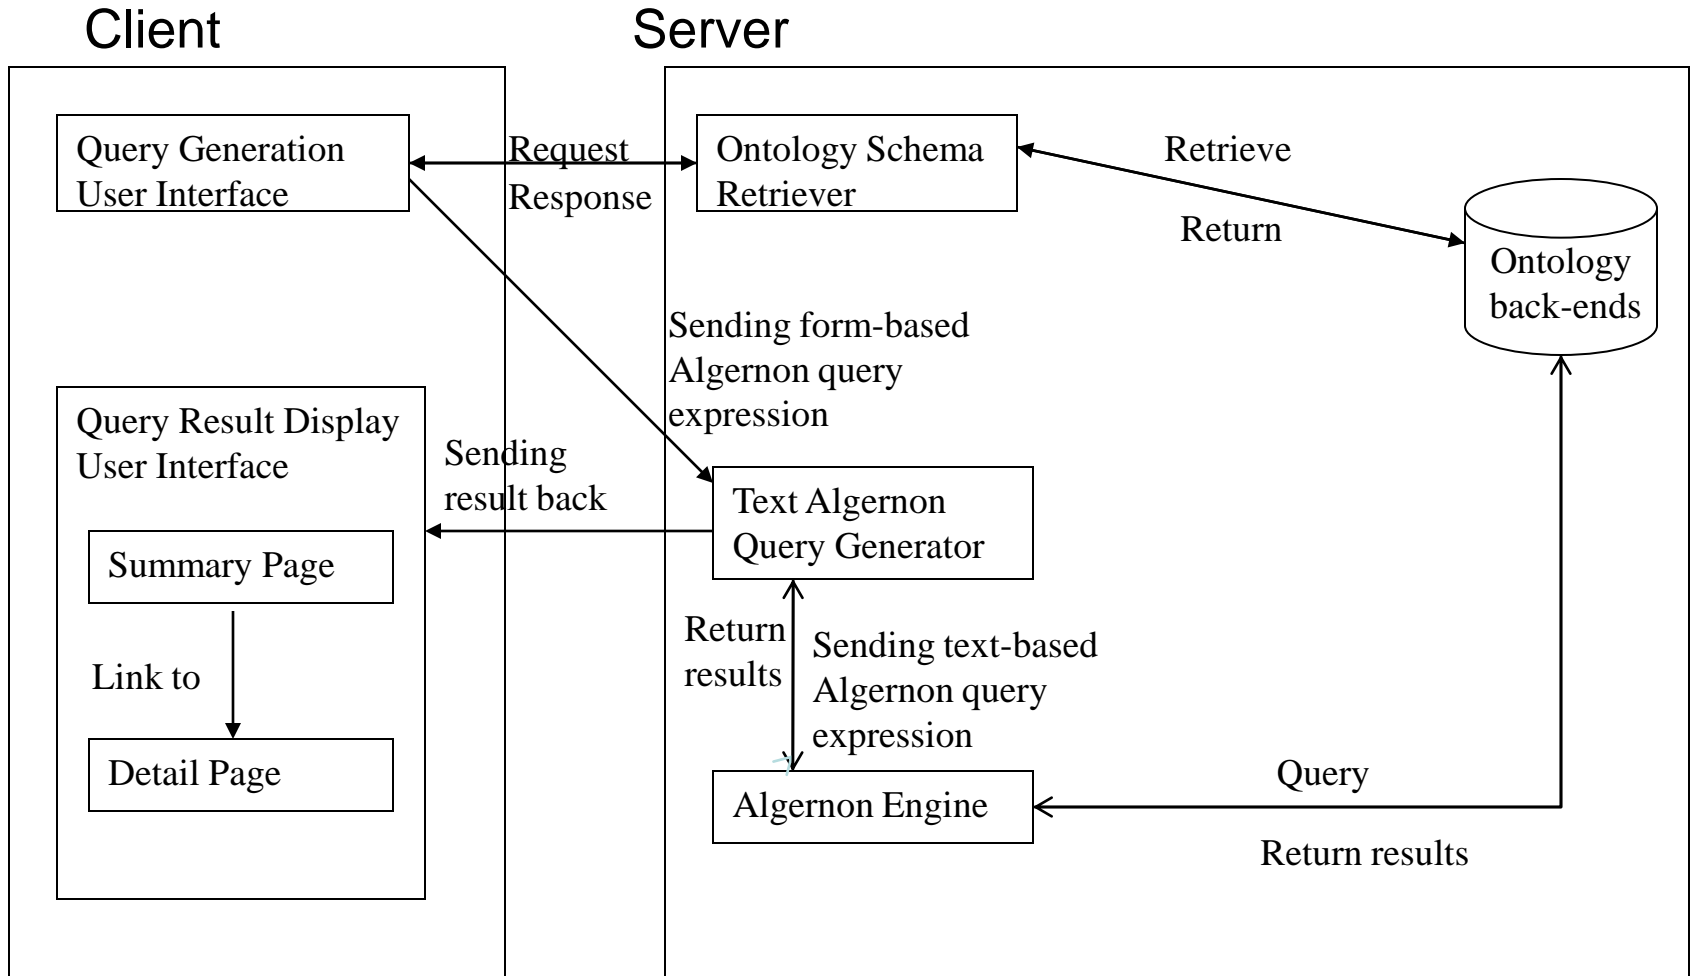 Client
Server
Query Generation
User Interface
Request
Response
Ontology Schema
Retriever
Retrieve
Return
Ontology
back-ends
Sending form-based
Algernon query
expression
Query Result Display
User Interface
Sending
result back
Text Algernon
Query Generator
Summary Page
Link to
Detail Page
Return
results
Sending text-based
Algernon query
expression
Algernon Engine
Query
Return results